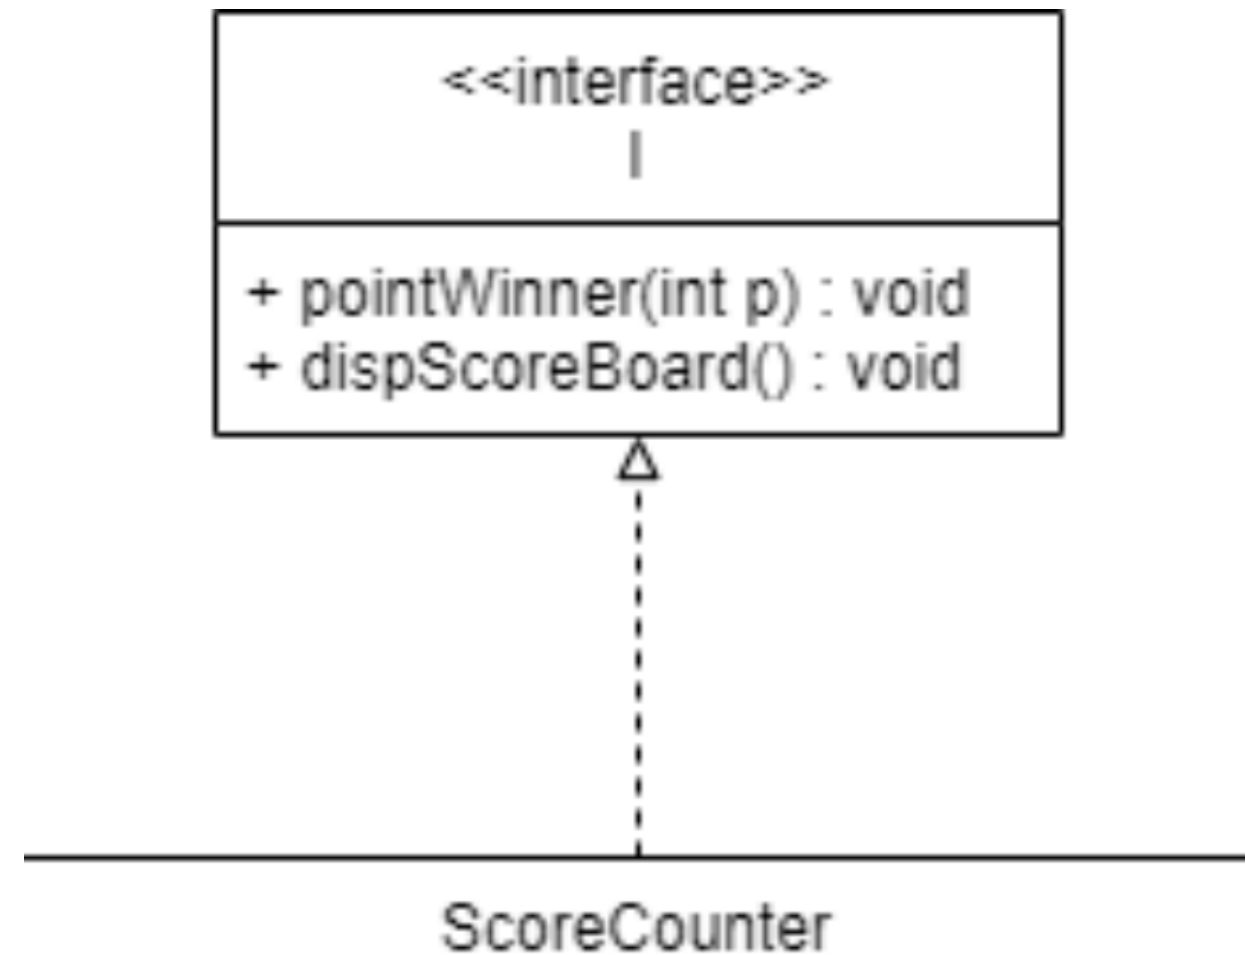 <<interface>>
I
+ pointWinner(int p) : void
+ dispScoreBoard() : void
ScoreCounter